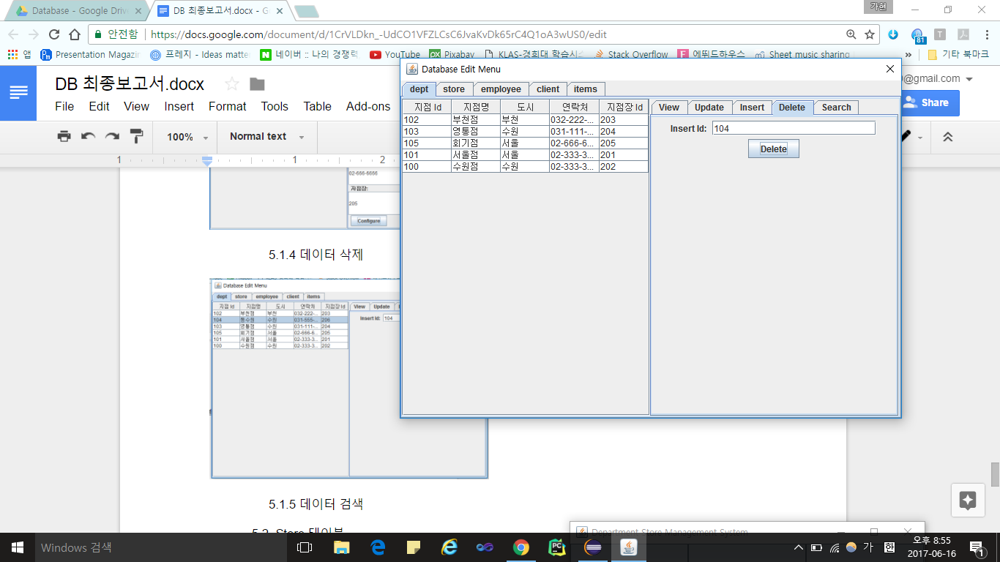 가현
Database - Google Drive
DB 최종보고서.docx - G
안전함 https://docs.google.com/document/d/1CrVLDkn_-UdCO1VFZLCsC6JvaKvDk65rC4Q1oA3wUS0/edit
81
앱 Presentation Magazin 프레지 - Ideas matter 네이버 :: 나의 경쟁력 YouTube Pixabay KLAS-경희대 학습시 Stack Overflow 에뛰드하우스 Sheet music sharing » 기타 북마크
DB 최종보고서.docx
@gmail.com
File Edit View Insert Format Tools Table Add-ons
Share
100% Normal text
1 1 2
02-666-6666
지점장:
205
Configure
5.1.4 데이터 삭제
Database Edit Menu
dept store employee client items
지점 Id 지점명 도시 연락처 지점장 Id
102 부천점 부천 032-222-... 203
104 동수원 수원 031-555-... 206
103 영통점 수원 031-111-... 204
105 회기점 서울 02-666-6... 205
101 서울점 서울 02-333-3... 201
100 수원점 수원 02-333-3... 202
View Update
Insert Id: 104
5.1.5 데이터 검색
5.2 Store 테이블
Database Edit Menu
dept store employee client items
지점 Id 지점명 도시 연락처 지점장 Id
102 부천점 부천 032-222-... 203
103 영통점 수원 031-111-... 204
105 회기점 서울 02-666-6... 205
101 서울점 서울 02-333-3... 201
100 수원점 수원 02-333-3... 202
View Update Insert Delete Search
Insert Id: 104
Delete
Department Store Management System
Windows 검색
가 한
오후 8:55
2017-06-16
1